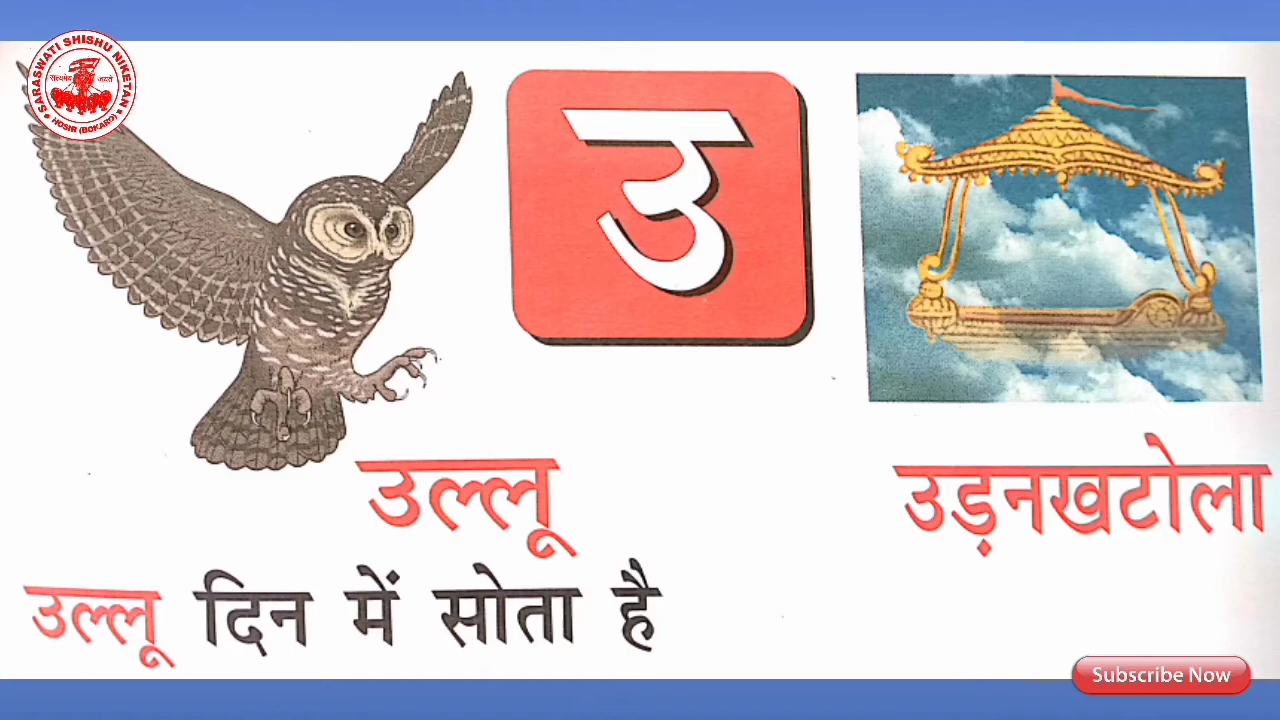 SARASWATI SHISHU NIKETAN
HOSIR (BOKARO)
उ
उल्लू
उड़नखटोला
उल्लू दिन में सोता है
Subscribe Now